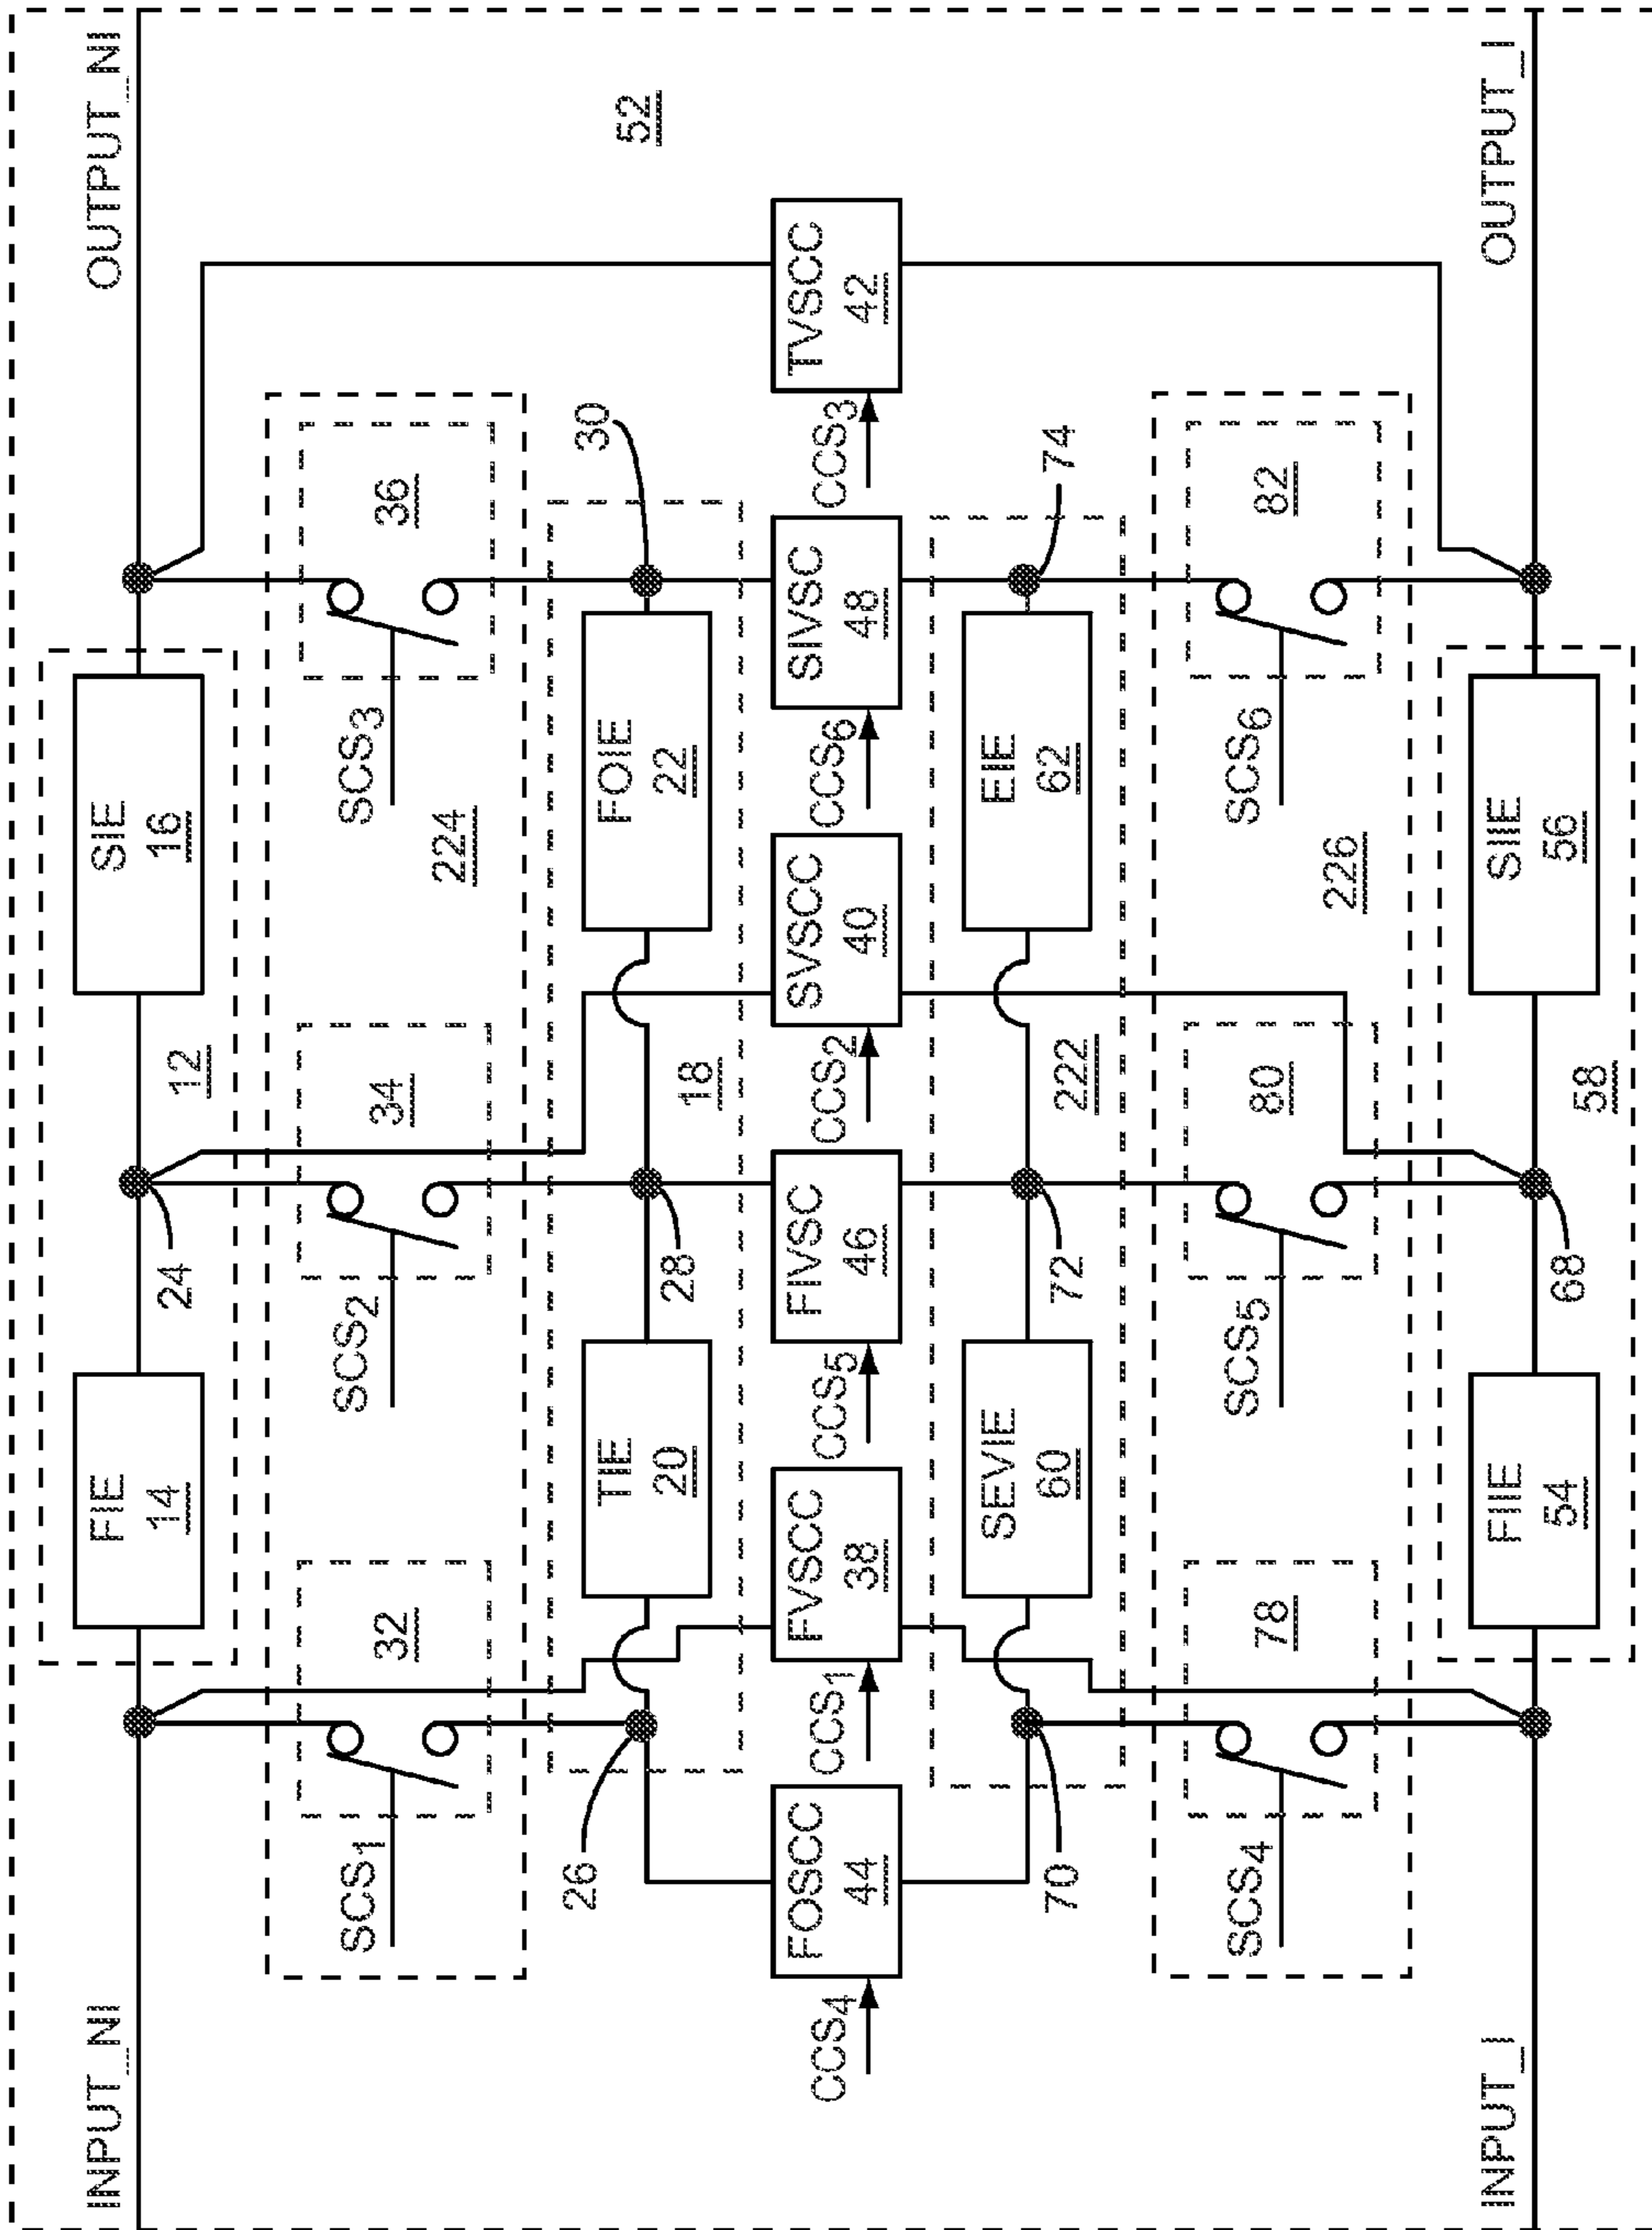 INPUT_NI
OUTPUT_NI
FIE
14
SIE
16
24
12
SCS1
32
SCS2
34
SCS3
36
224
26
TIE
20
28
18
FOIE
22
30
52
CCS4
FOSCC
44
CCS1
FVSCC
38
CCS5
FIVSC
46
CCS2
SVSCC
40
CCS6
SIVSC
48
CCS3
TVSCC
42
70
SEVIE
60
72
222
EIE
62
74
SCS4
78
SCS5
80
SCS6
82
226
FIIE
54
68
58
SIIE
56
INPUT_I
OUTPUT_I